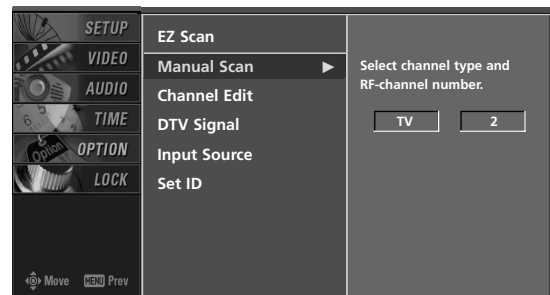 SETUP
VIDEO
AUDIO
TIME
OPTION
LOCK
Move MENU Prev
EZ Scan
Manual Scan
Channel Edit
DTV Signal
Input Source
Set ID
Select channel type and
RF-channel number.
TV 2